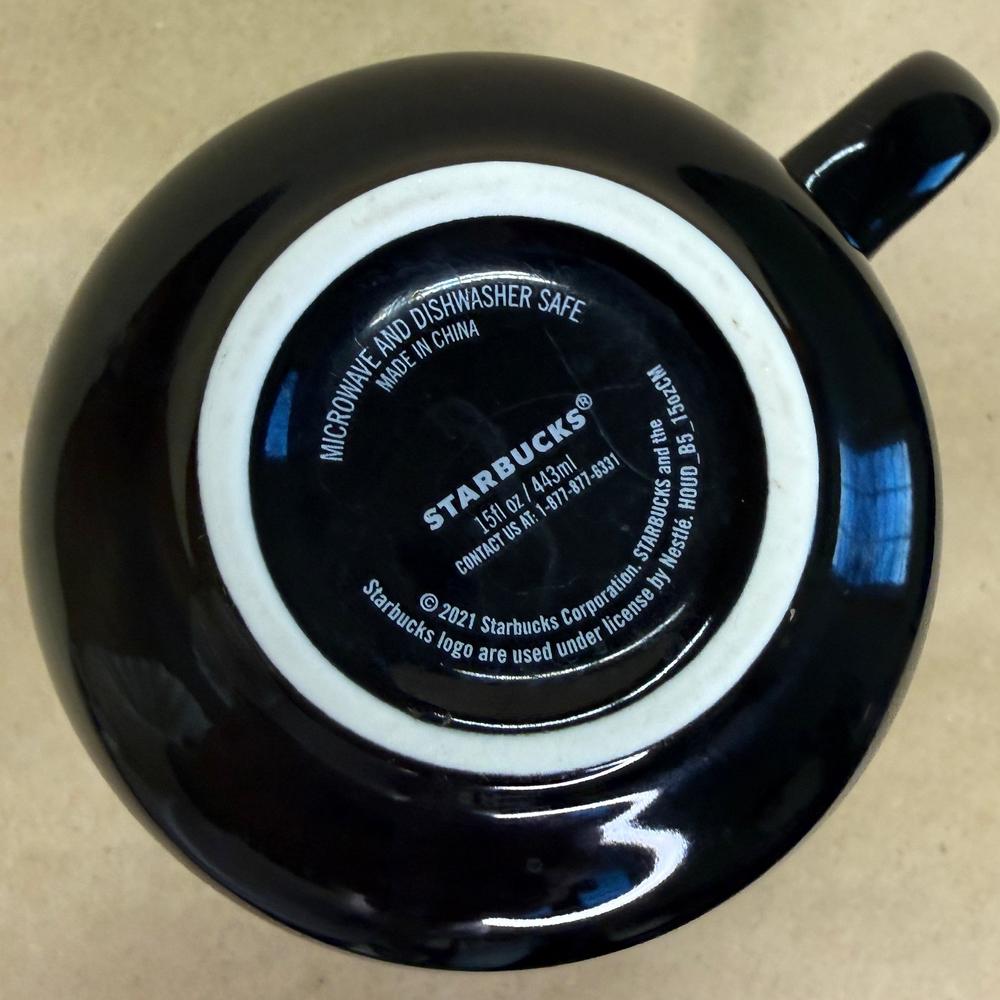 MICROWAVE AND DISHWASHER SAFE
MADE IN CHINA
STARBUCKS®
15fl oz / 443ml
CONTACT US AT: 1-877-877-6331
© 2021 Starbucks Corporation. STARBUCKS and the
Starbucks logo are used under license by Nestlé. HOUD_B5_15ozCM